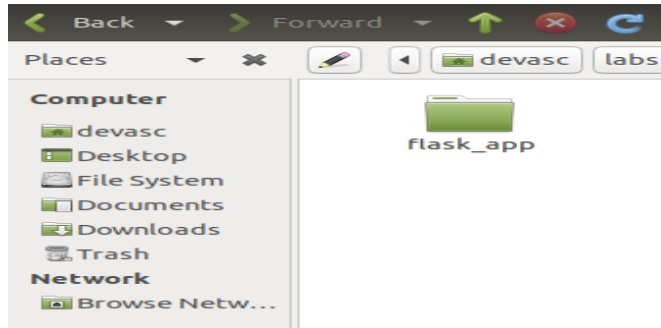 Back Forward
Places devasc labs
Computer
devasc
Desktop
File System
Documents
Downloads
Trash
Network
Browse Netw...
flask_app